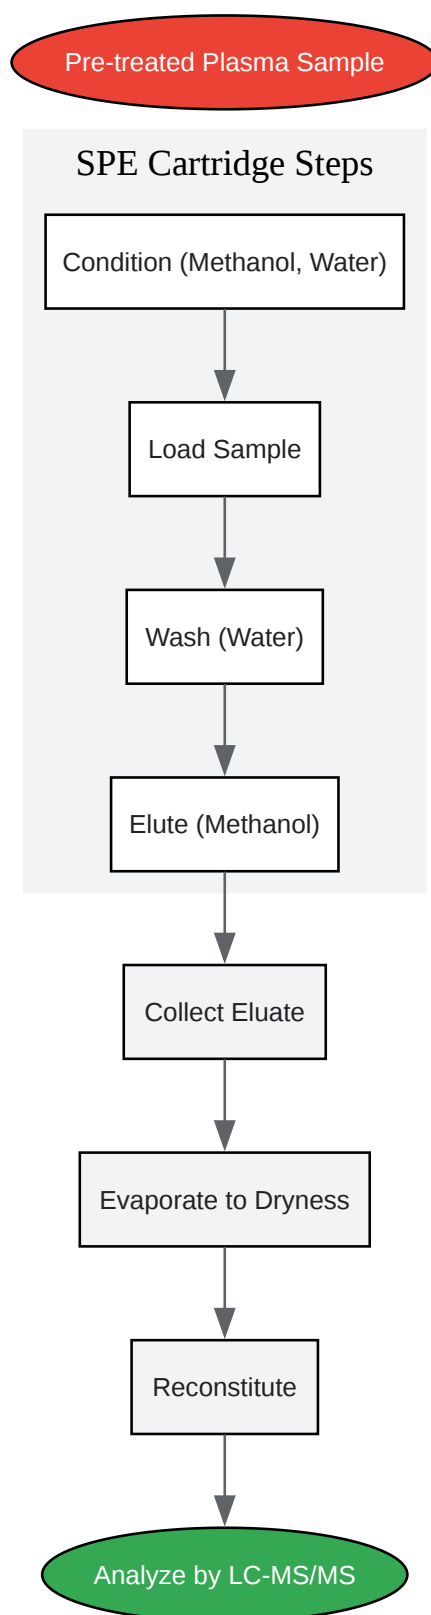 Pre-treated Plasma Sample
SPE Cartridge Steps
Condition (Methanol, Water)
Load Sample
Wash (Water)
Elute (Methanol)
Collect Eluate
Evaporate to Dryness
Reconstitute
Analyze by LC-MS/MS